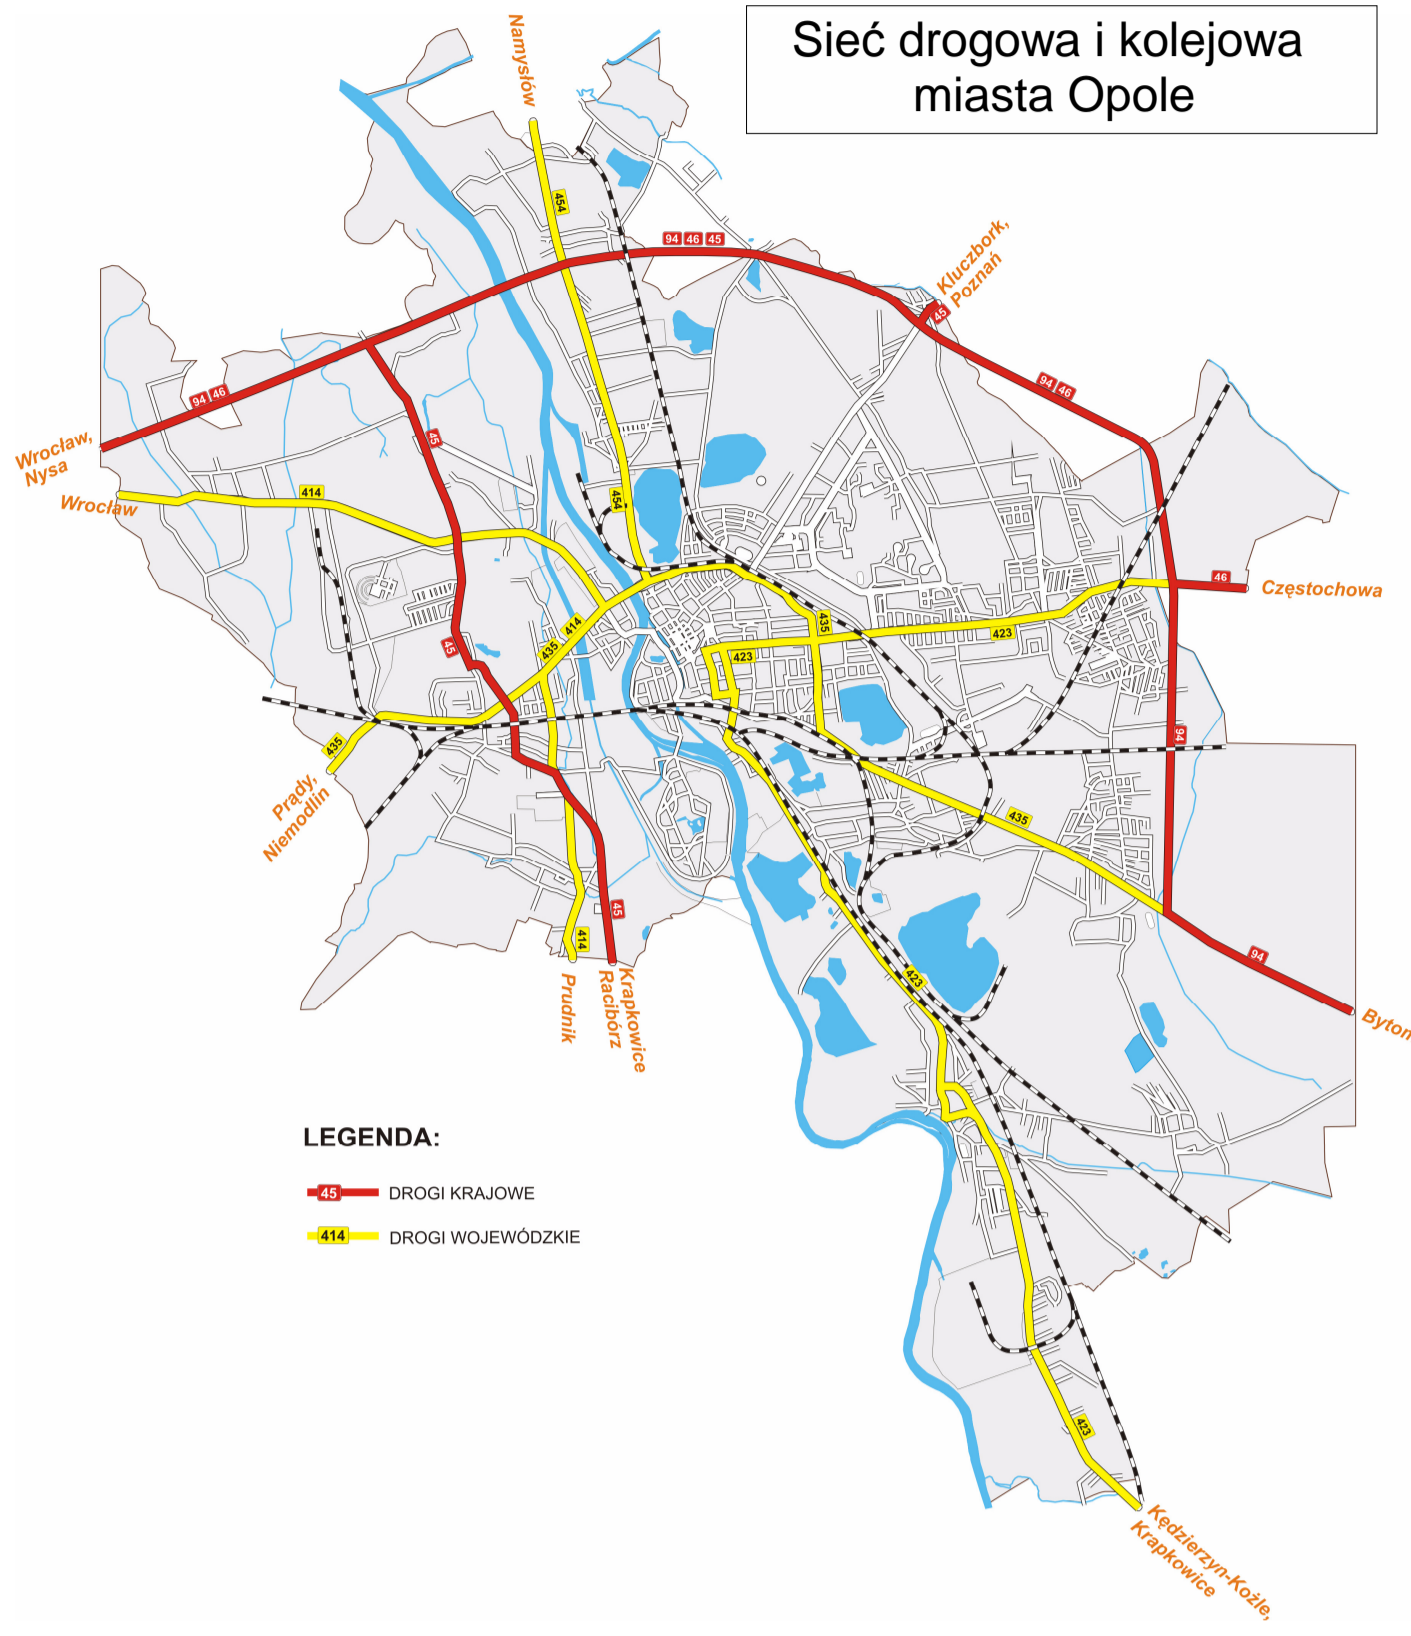 Sieć drogowa i kolejowa
miasta Opole
Namysłów
454
94 46 45
Kluczbork,
Poznań
45
94 46
94 46
45
Wrocław,
Nysa
Wrocław
414
454
46
Częstochowa
435
423
414
435
45
423
94
435
Prądy,
Niemodlin
435
45
414
423
94
Prudnik
Krapkowice
Racibórz
Bytom
LEGENDA:
45 DROGI KRAJOWE
414 DROGI WOJEWÓDZKIE
423
Kędzierzyn-Koźle,
Krapkowice